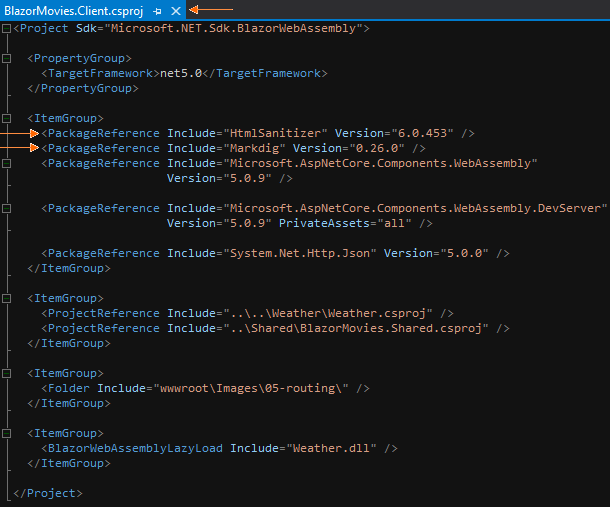 BlazorMovies.Client.csproj
<Project Sdk="Microsoft.NET.Sdk.BlazorWebAssembly">
<PropertyGroup>
<TargetFramework>net5.0</TargetFramework>
</PropertyGroup>
<ItemGroup>
<PackageReference Include="HtmlSanitizer" Version="6.0.453" />
<PackageReference Include="Markdig" Version="0.26.0" />
<PackageReference Include="Microsoft.AspNetCore.Components.WebAssembly"
Version="5.0.9" />
<PackageReference Include="Microsoft.AspNetCore.Components.WebAssembly.DevServer"
Version="5.0.9" PrivateAssets="all" />
<PackageReference Include="System.Net.Http.Json" Version="5.0.0" />
</ItemGroup>
<ItemGroup>
<ProjectReference Include="..\..\Weather\Weather.csproj" />
<ProjectReference Include="..\Shared\BlazorMovies.Shared.csproj" />
</ItemGroup>
<ItemGroup>
<Folder Include="wwwroot\Images\05-routing\" />
</ItemGroup>
<ItemGroup>
<BlazorWebAssemblyLazyLoad Include="Weather.dll" />
</ItemGroup>
</Project>